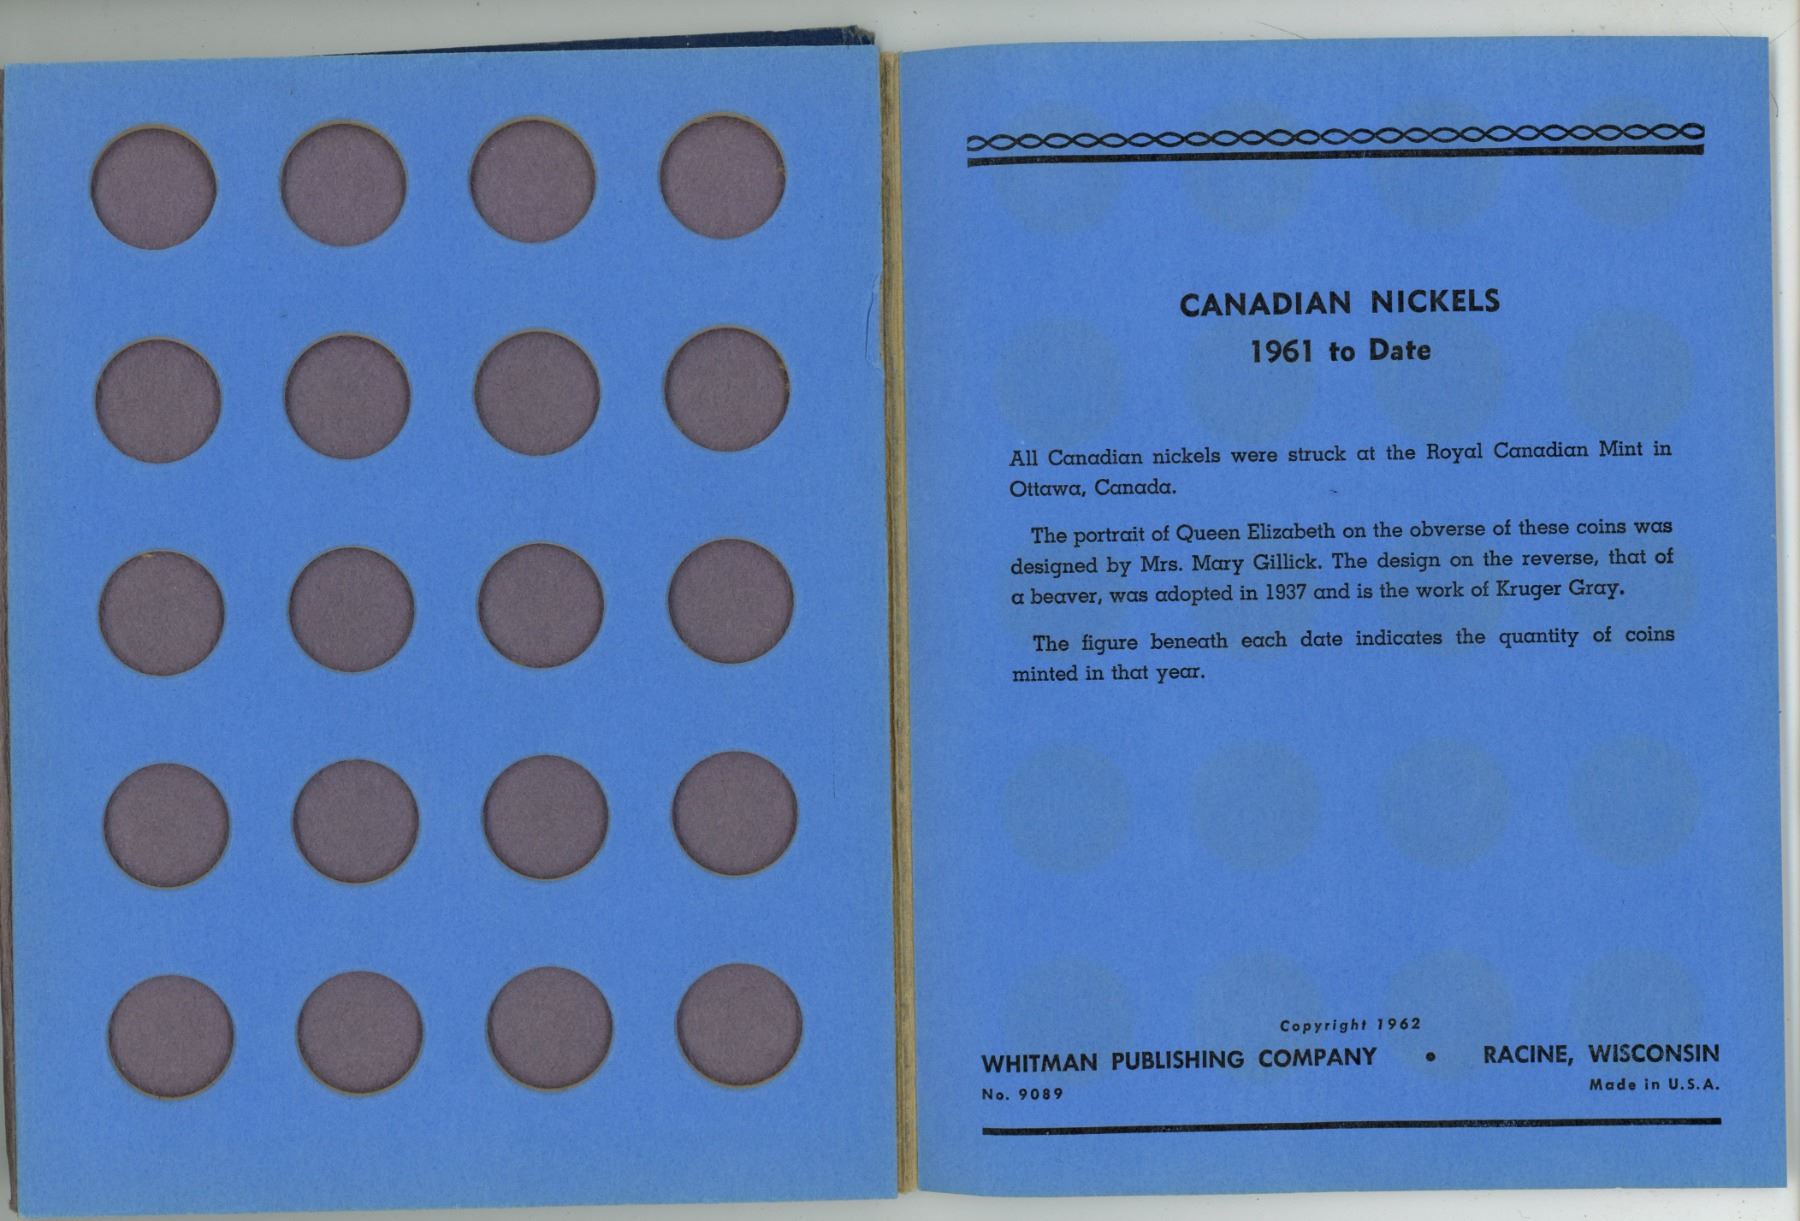 CANADIAN NICKELS
1961 to Date
All Canadian nickels were struck at the Royal Canadian Mint in
Ottawa, Canada.
The portrait of Queen Elizabeth on the obverse of these coins was
designed by Mrs. Mary Gillick. The design on the reverse, that of
a beaver, was adopted in 1937 and is the work of Kruger Gray.
The figure beneath each date indicates the quantity of coins
minted in that year.
Copyright 1962
WHITMAN PUBLISHING COMPANY • RACINE, WISCONSIN
No. 9089 Made in U.S.A.